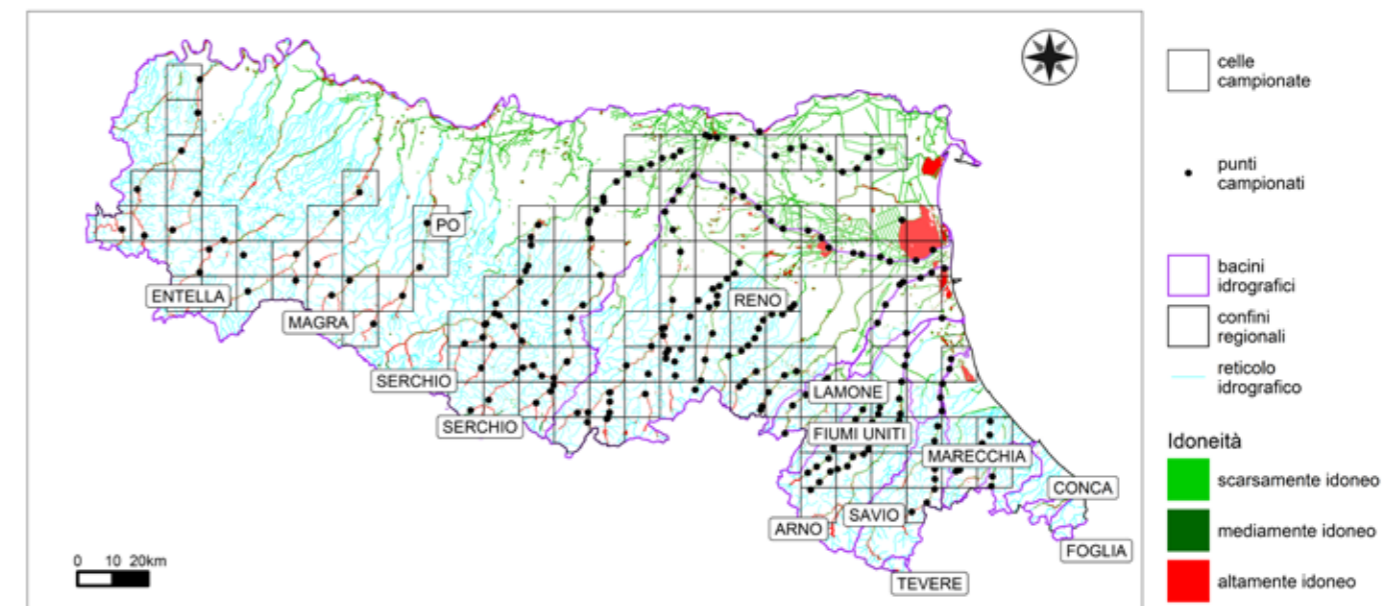 PO
ENTELLA
MAGRA
RENO
SERCHIO
LAMONE
SERCHIO
FIUMI UNITI
MARECCHIA
CONCA
SAVIO
ARNO
FOGLIA
TEVERE
0 10 20km
celle
campionate
punti
campionati
bacini
idrografici
confini
regionali
reticolo
idrografico
Idoneità
scarsamente idoneo
mediamente idoneo
altamente idoneo